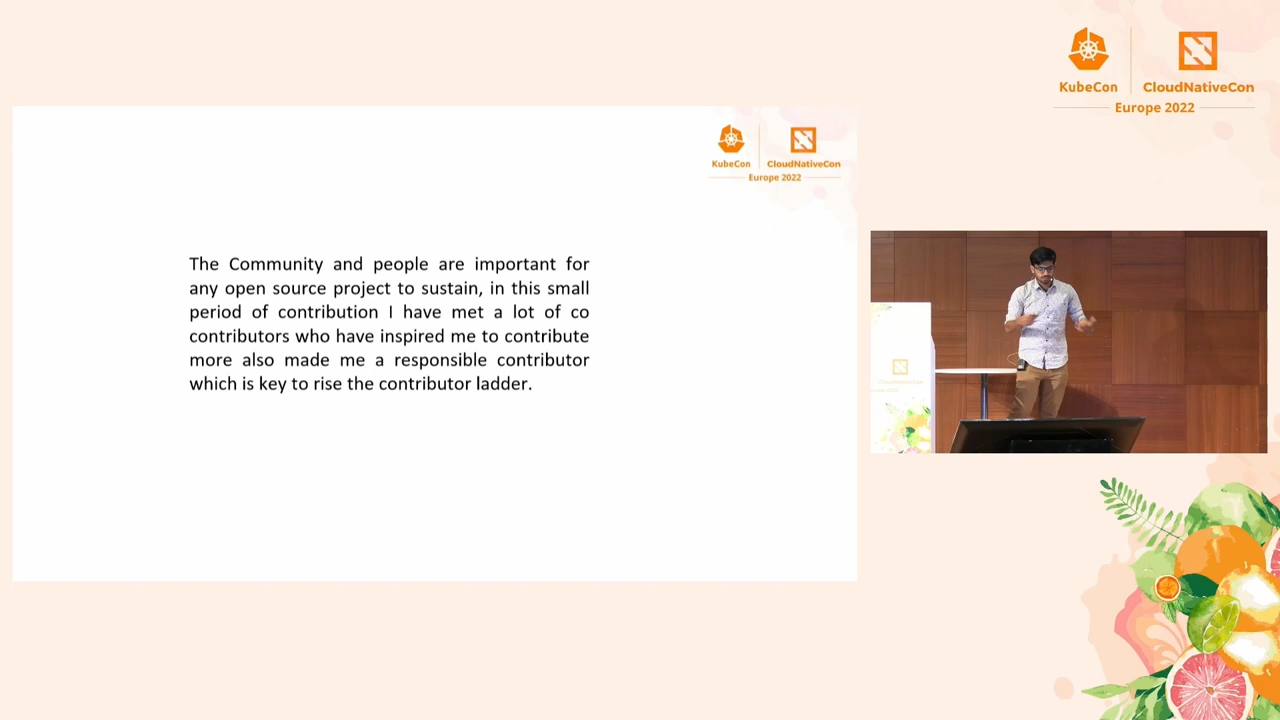 KubeCon
CloudNativeCon
Europe 2022
KubeCon
CloudNativeCon
Europe 2022
The Community and people are important for
any open source project to sustain, in this small
period of contribution I have met a lot of co
contributors who have inspired me to contribute
more also made me a responsible contributor
which is key to rise the contributor ladder.